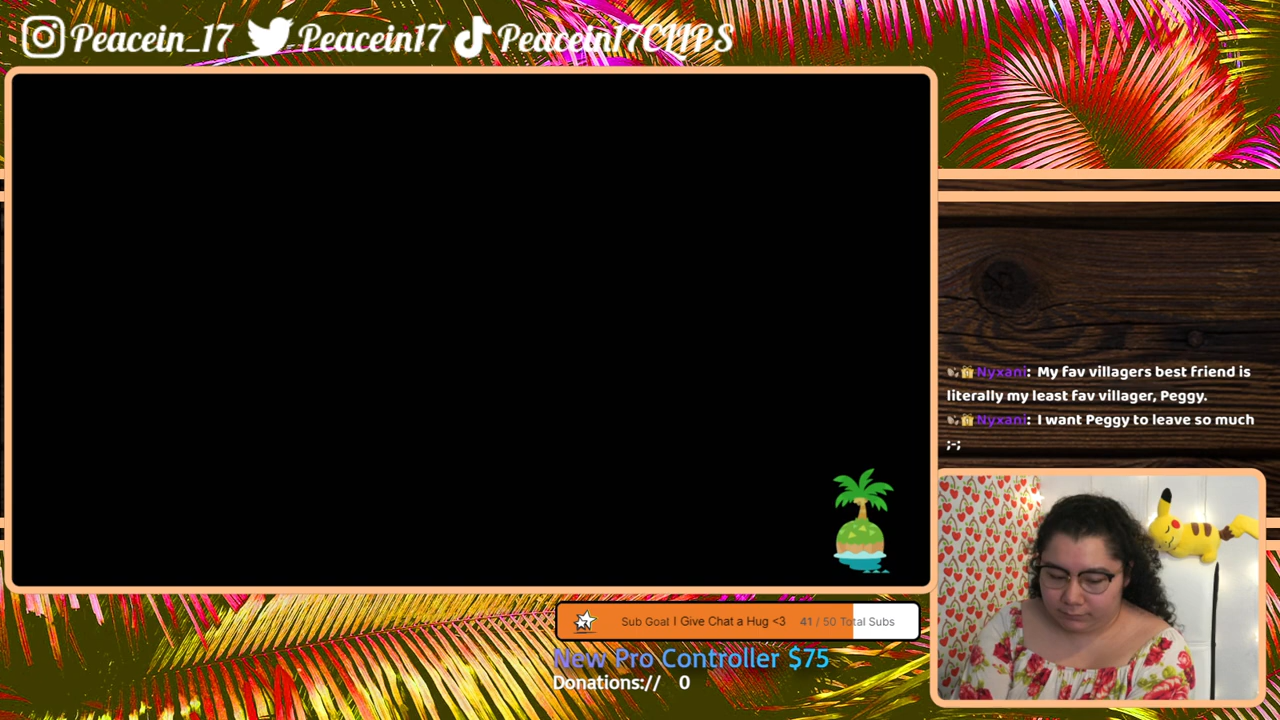 Peacein_17 Peacein17 Peacein17ClIPS
Nyxani: My fav villagers best friend is
literally my least fav villager, Peggy.
Nyxani: I want Peggy to leave so much
;-;
Sub Goal I Give Chat a Hug <3 41 / 50 Total Subs
New Pro Controller $75
Donations:// 0